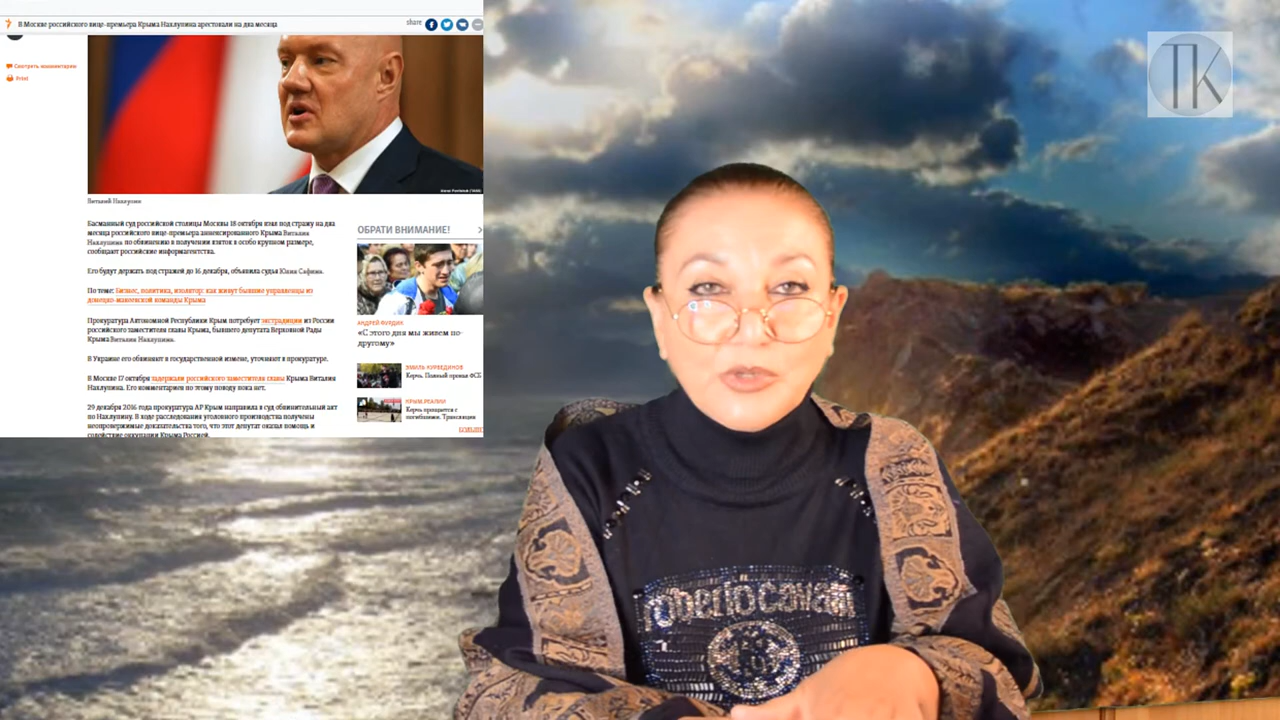 В Москве российского вице-премьера Крыма Нахлупина арестовали на два месяца
share
Смотреть комментарии
Print
Виталий Нахлупин
Басманный суд российской столицы Москвы 18 октября взял под стражу на два
месяца российского вице-премьера аннексированного Крыма Виталия
Нахлупина по обвинению в получении взяток в особо крупном размере,
сообщают российские информагентства.
Его будут держать под стражей до 16 декабря, объявила судья Юлия Сафина.
По теме: Бизнес, политика, изолятор: как живут бывшие управленцы из
донецко-макеевской команды Крыма
Прокуратура Автономной Республики Крым потребует экстрадиции из России
российского заместителя главы Крыма, бывшего депутата Верховной Рады
Крыма Виталия Нахлупина.
В Украине его обвиняют в государственной измене, уточняют в прокуратуре.
В Москве 17 октября задержали российского заместителя главы Крыма Виталия
Нахлупина. Его комментариев по этому поводу пока нет.
29 декабря 2016 года прокуратура АР Крым направила в суд обвинительный акт
по Нахлупину. В ходе расследования уголовного производства получены
неопровержимые доказательства того, что этот депутат оказал помощь и
содействие оккупации Крыма Россией.
ОБРАТИ ВНИМАНИЕ!
АНДРЕЙ ФУРДИК
«С этого дня мы живем по-
другому»
ЭМИЛЬ КУРБЕДИНОВ
Керчь. Полный провал ФСБ
КРЫМ.РЕАЛИИ
Керчь прощается с
погибшими. Трансляция
БОЛЬШЕ
ПК
roberto cavalli